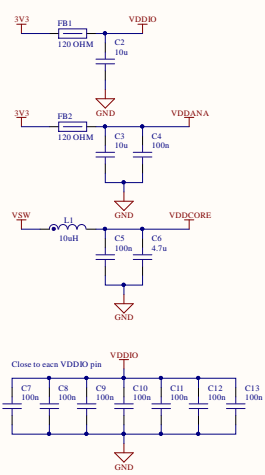 3V3 FB1 VDDIO
120 OHM C2
10u
GND
3V3 FB2 VDDANA
120 OHM C3 C4
10u 100n
GND
VSW L1 VDDCORE
10uH C5 C6
100n 4.7u
GND
VDDIO
Close to each VDDIO pin
C7 C8 C9 C10 C11 C12 C13
100n 100n 100n 100n 100n 100n 100n
GND